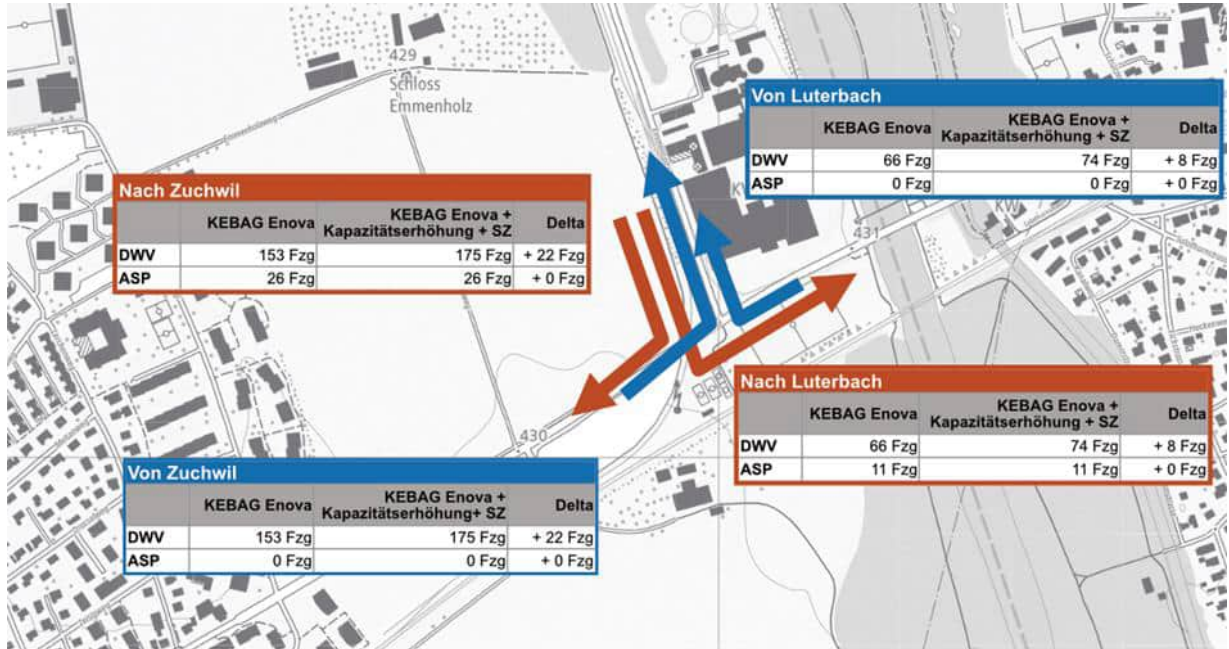 429
Schloss
Emmenholz
Von Luterbach
KEBAG Enova KEBAG Enova + Kapazitätserhöhung + SZ Delta
DWV 66 Fzg 74 Fzg + 8 Fzg
ASP 0 Fzg 0 Fzg + 0 Fzg
Nach Zuchwil
KEBAG Enova KEBAG Enova + Kapazitätserhöhung + SZ Delta
DWV 153 Fzg 175 Fzg + 22 Fzg
ASP 26 Fzg 26 Fzg + 0 Fzg
KW
431
Nach Luterbach
KEBAG Enova KEBAG Enova + Kapazitätserhöhung + SZ Delta
DWV 66 Fzg 74 Fzg + 8 Fzg
ASP 11 Fzg 11 Fzg + 0 Fzg
430
Von Zuchwil
KEBAG Enova KEBAG Enova + Kapazitätserhöhung+ SZ Delta
DWV 153 Fzg 175 Fzg + 22 Fzg
ASP 0 Fzg 0 Fzg + 0 Fzg